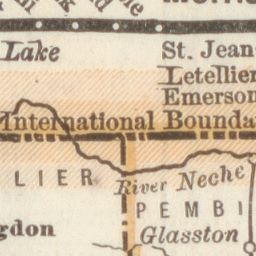 Lake
St. Jean
Letellier
Emerson
International Bounda
LIER
River Neche
PEMBI
gdon
Glasston